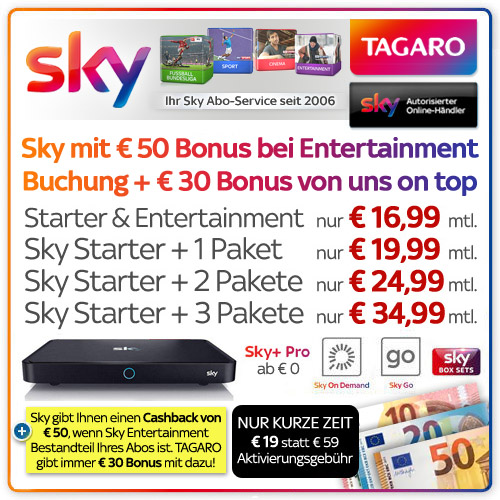 sky
FUSSBALL BUNDESLIGA
SPORT
CINEMA
ENTERTAINMENT
TAGARO
Ihr Sky Abo-Service seit 2006
sky Autorisierter
Online-Händler
Sky mit € 50 Bonus bei Entertainment
Buchung + € 30 Bonus von uns on top
Starter & Entertainment nur € 16,99 mtl.
Sky Starter + 1 Paket nur € 19,99 mtl.
Sky Starter + 2 Pakete nur € 24,99 mtl.
Sky Starter + 3 Pakete nur € 34,99 mtl.
sky
sky
Sky+ Pro
ab € 0
Sky On Demand
go
Sky Go
sky
BOX SETS
+
Sky gibt Ihnen einen Cashback von
€ 50, wenn Sky Entertainment
Bestandteil Ihres Abos ist. TAGARO
gibt immer € 30 Bonus mit dazu!
NUR KURZE ZEIT
€ 19 statt € 59
Aktivierungsgebühr
10
20
50